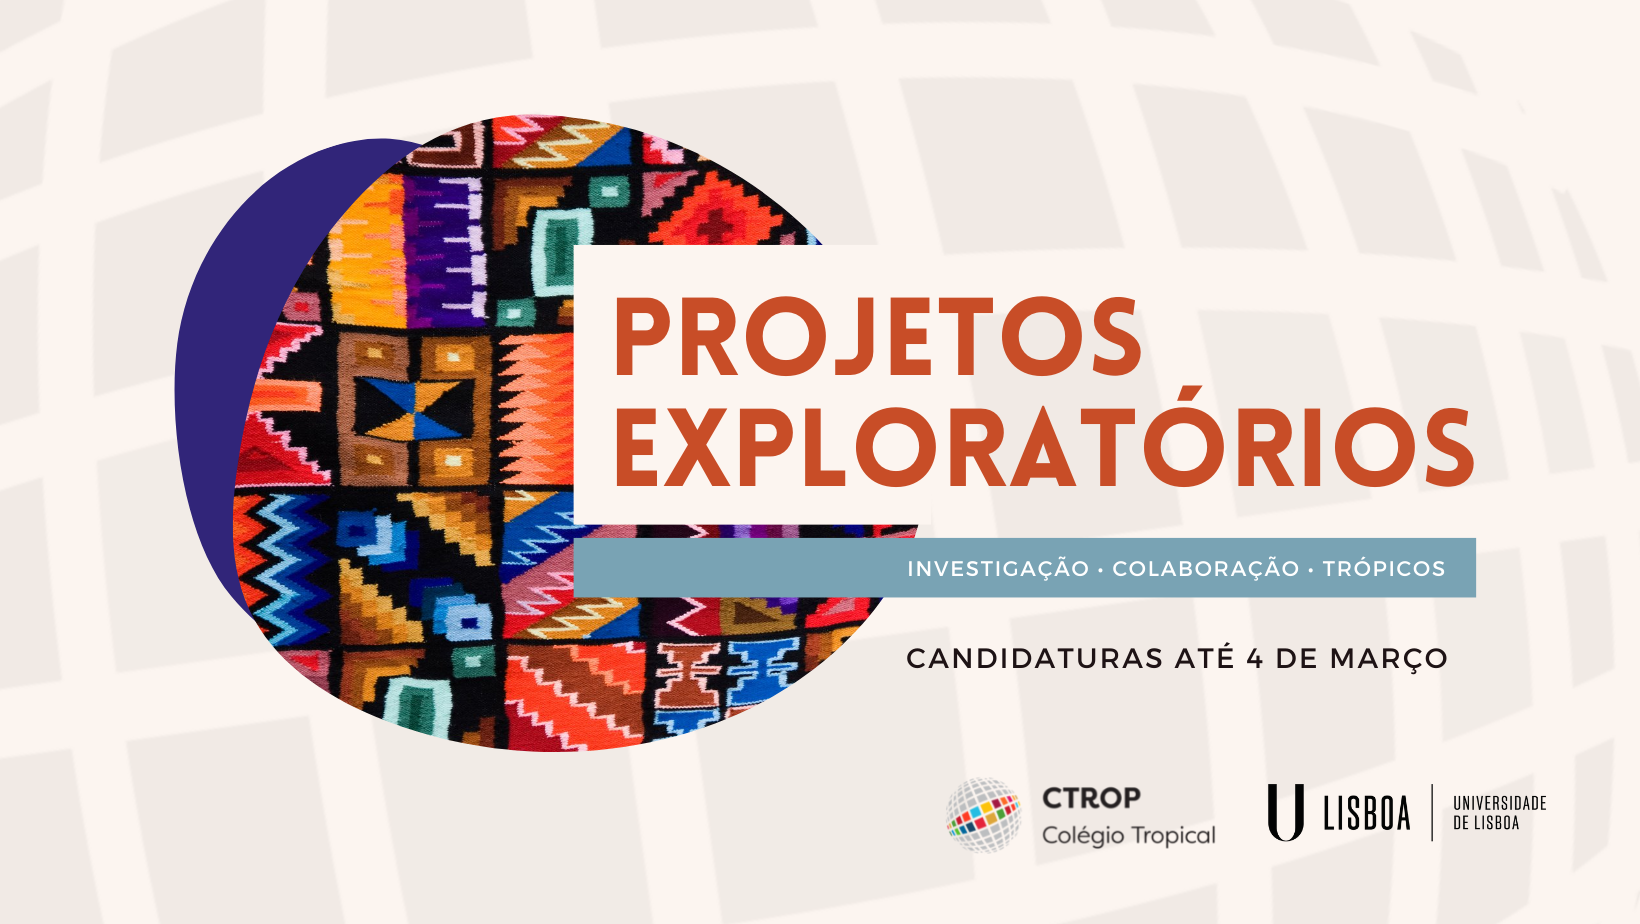 PROJETOS
EXPLORATÓRIOS
INVESTIGAÇÃO • COLABORAÇÃO • TRÓPICOS
CANDIDATURAS ATÉ 4 DE MARÇO
CTROP
Colégio Tropical
U LISBOA
UNIVERSIDADE
DE LISBOA